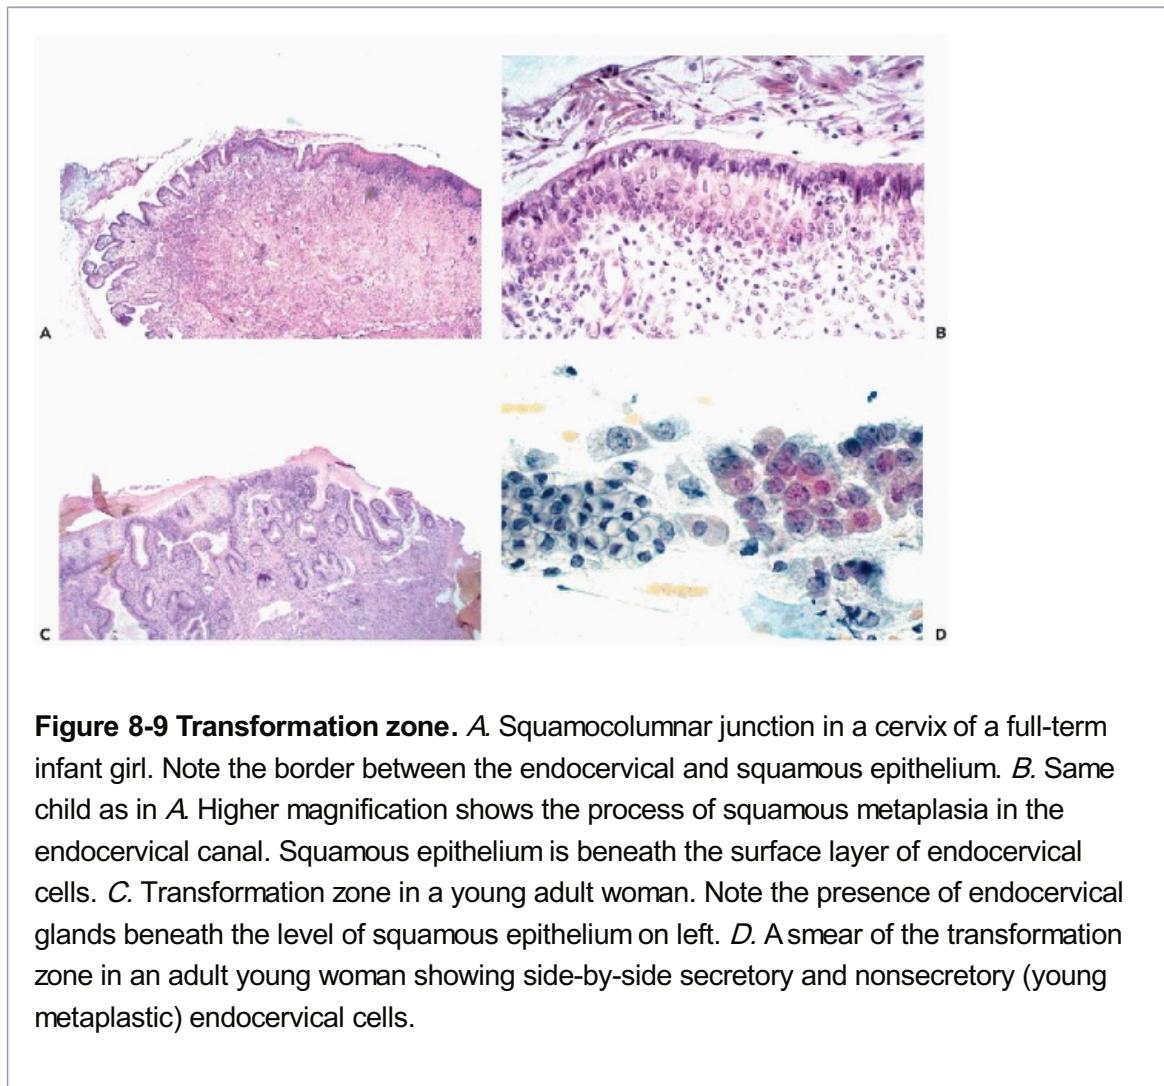 A
B
C
D
Figure 8-9 Transformation zone. A. Squamocolumnar junction in a cervix of a full-term
infant girl. Note the border between the endocervical and squamous epithelium. B. Same
child as in A. Higher magnification shows the process of squamous metaplasia in the
endocervical canal. Squamous epithelium is beneath the surface layer of endocervical
cells. C. Transformation zone in a young adult woman. Note the presence of endocervical
glands beneath the level of squamous epithelium on left. D. A smear of the transformation
zone in an adult young woman showing side-by-side secretory and nonsecretory (young
metaplastic) endocervical cells.